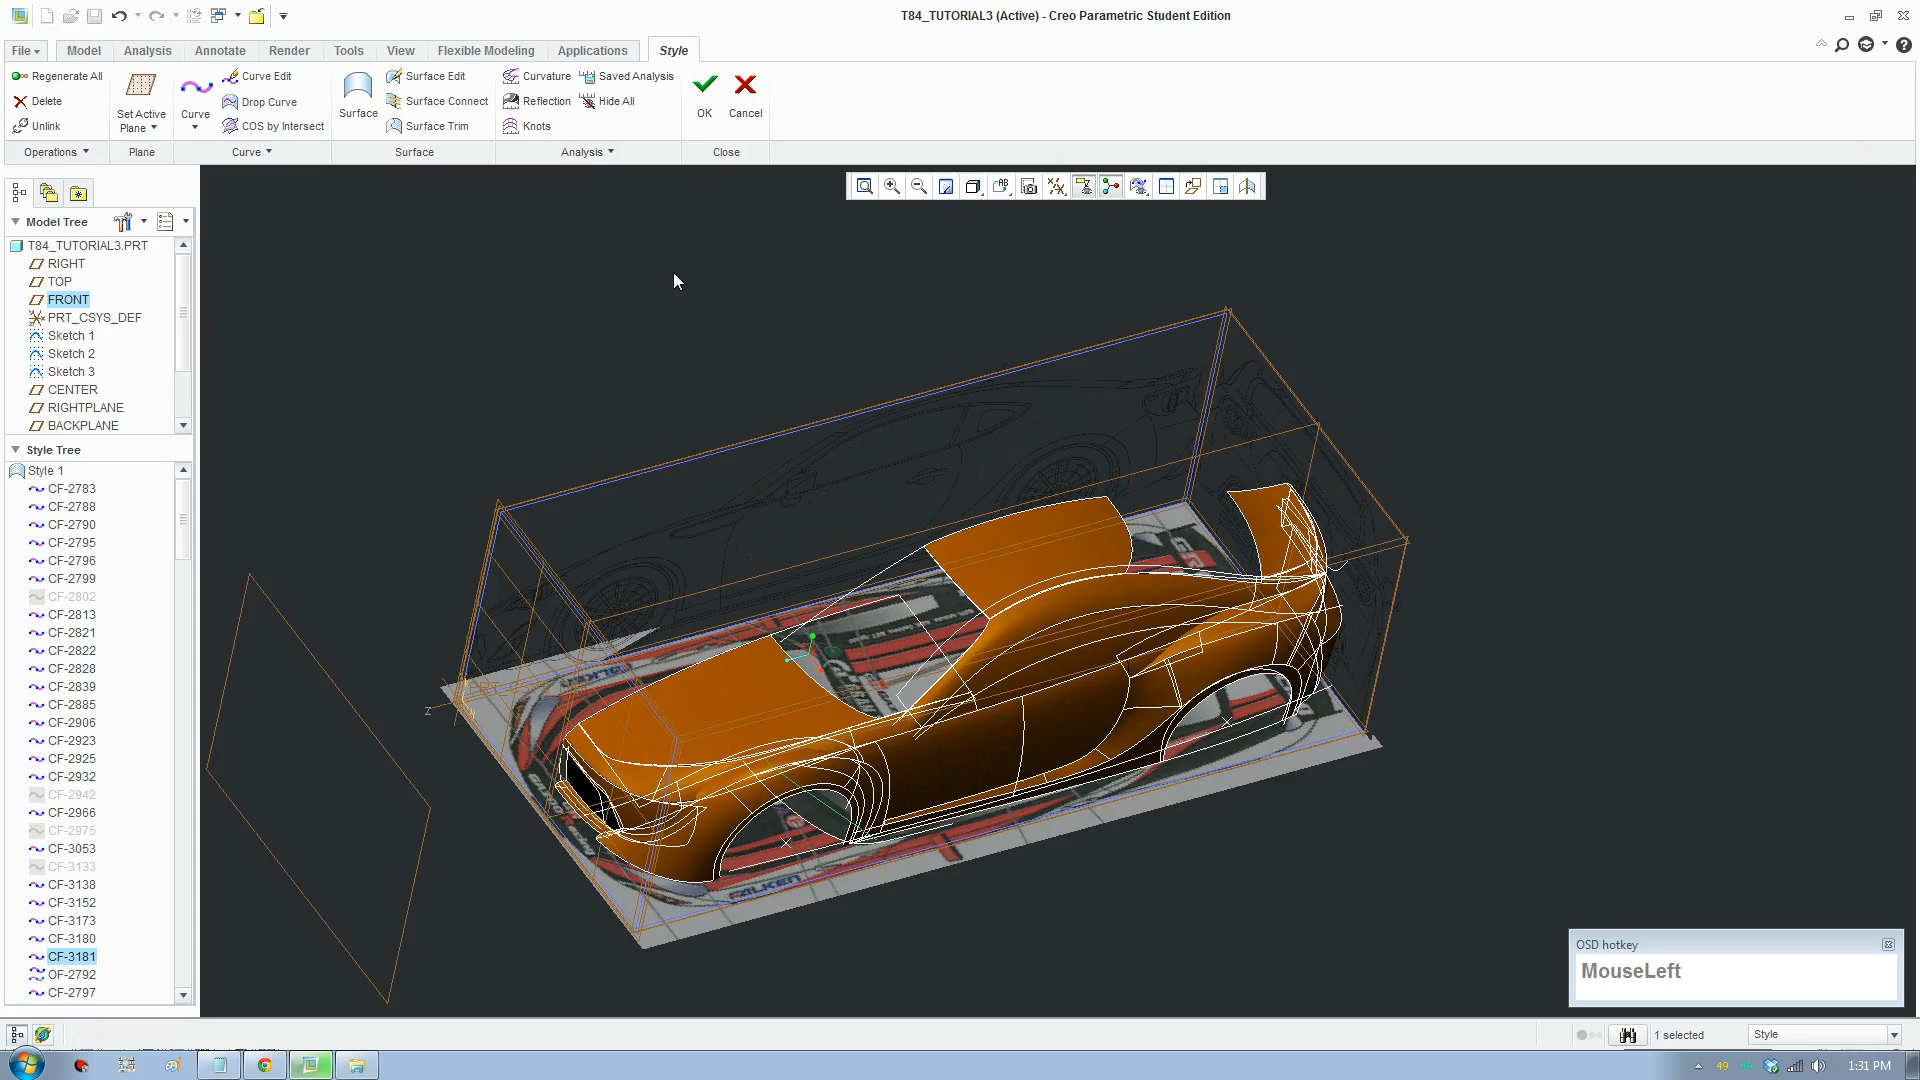 T84_TUTORIAL3 (Active) - Creo Parametric Student Edition
File Model Analysis Annotate Render Tools View Flexible Modeling Applications Style
Regenerate All
Delete
Unlink
Set Active
Plane
Curve
Curve Edit
Drop Curve
COS by Intersect
Surface
Surface Edit
Surface Connect
Surface Trim
Curvature
Reflection
Knots
Saved Analysis
Hide All
OK
Cancel
Operations Plane Curve Surface Analysis Close
Model Tree
T84_TUTORIAL3.PRT
RIGHT
TOP
FRONT
PRT_CSYS_DEF
Sketch 1
Sketch 2
Sketch 3
CENTER
RIGHTPLANE
BACKPLANE
Style Tree
Style 1
CF-2783
CF-2788
CF-2790
CF-2795
CF-2796
CF-2799
CF-2802
CF-2813
CF-2821
CF-2822
CF-2828
CF-2839
CF-2885
CF-2906
CF-2923
CF-2925
CF-2932
CF-2942
CF-2966
CF-2975
CF-3053
CF-3133
CF-3138
CF-3152
CF-3173
CF-3180
CF-3181
OF-2792
CF-2797
Z
FALKEN
OSD hotkey
MouseLeft
1 selected
Style
49
1:31 PM